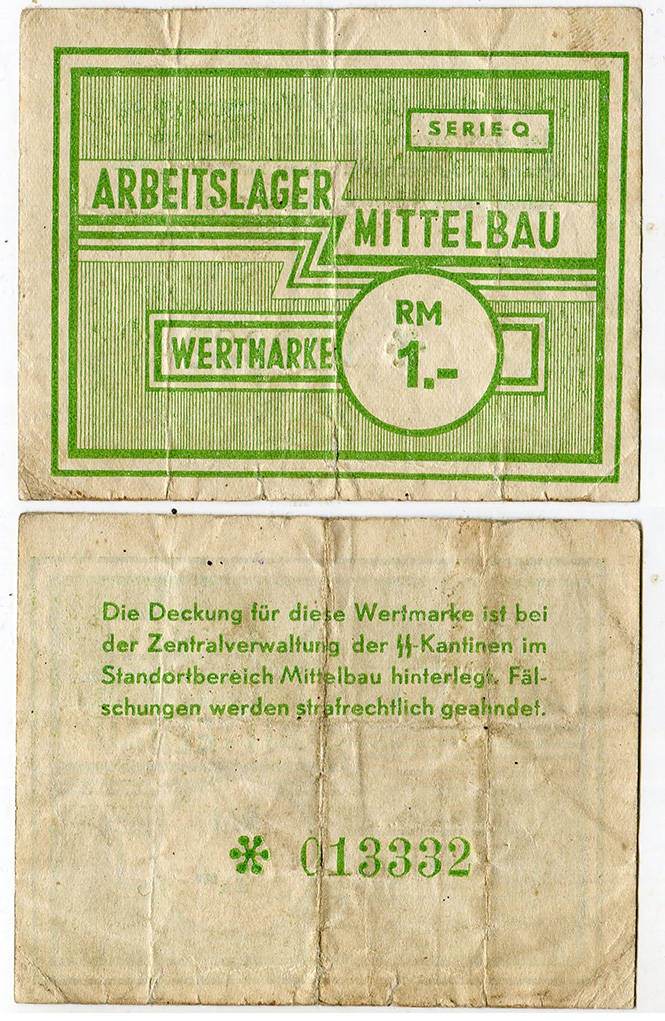 SERIE Q
ARBEITSLAGER
MITTELBAU
RM
WERTMARKE
1.-
Die Deckung für diese Wertmarke ist bei
der Zentralverwaltung der ᛋᛋ-Kantinen im
Standortbereich Mittelbau hinterlegt. Fäl-
schungen werden strafrechtlich geahndet.
* 013332